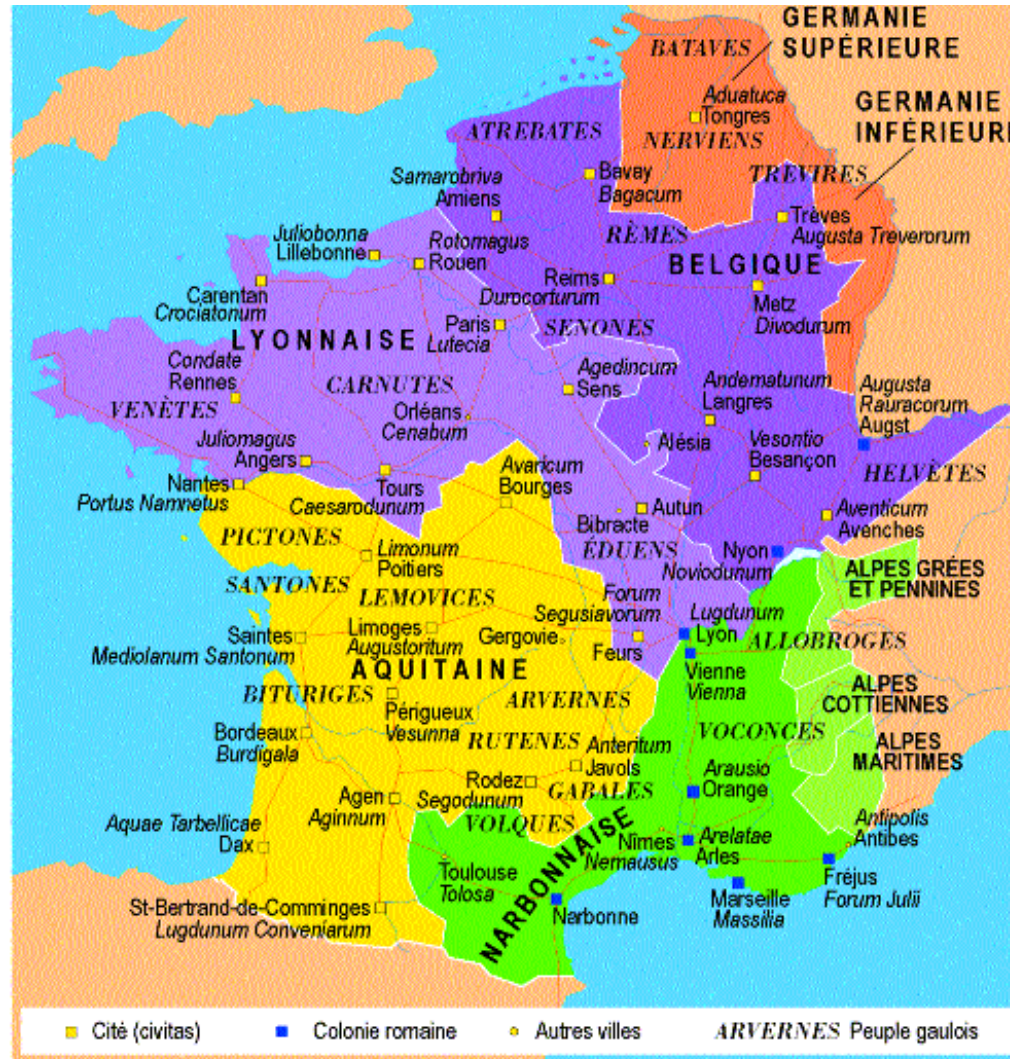 GERMANIE
SUPÉRIEURE
BATAVES
Aduatuca
Tongres
GERMANIE
INFÉRIEURE
ATREBATES
NERVIENS
Bavay
Bagacum
TREVIRES
Samarobriva
Amiens
Trèves
Augusta Treverorum
Juliobonna
Lillebonne
Rotomagus
Rouen
RÈMES
BELGIQUE
Reims
Durocorturum
Metz
Divodurum
Carentan
Crociatonum
Paris
Lutecia
SENONES
LYONNAISE
Condate
Rennes
CARNUTES
Agedincum
Sens
Andematunum
Langres
Augusta
Rauracorum
Augst
VENÈTES
Orléans
Cenabum
Alésia
Vesontio
Besançon
Juliomagus
Angers
HELVÈTES
Nantes
Portus Namnetus
Tours
Caesarodunum
Avaricum
Bourges
Bibracte
Autun
Aventicum
Avenches
PICTONES
ÉDUENS
Nyon
Noviodunum
Limonum
Poitiers
ALPES GRÉES
ET PENNINES
SANTONES
LEMOVICES
Forum
Segusiavorum
Feurs
Lugdunum
Lyon
ALLOBROGES
Saintes
Mediolanum Santonum
Limoges
Augustoritum
Gergovie
Vienne
Vienna
AQUITAINE
ALPES
COTTIENNES
BITURIGES
Périgueux
Vesunna
ARVERNES
VOCONCES
Bordeaux
Burdigala
RUTENES
Anteritum
Javols
ALPES
MARITIMES
Rodez
Segodunum
GABALES
Arausio
Orange
Agen
Aginnum
VOLQUES
Antipolis
Antibes
Aquae Tarbellicae
Dax
Nîmes
Nemausus
Arelatae
Arles
Toulouse
Tolosa
NARBONNAISE
Fréjus
Forum Julii
Marseille
Massilia
St-Bertrand-de-Comminges
Lugdunum Conveniarum
Narbonne
Cité (civitas)
Colonie romaine
Autres villes
ARVERNES Peuple gaulois